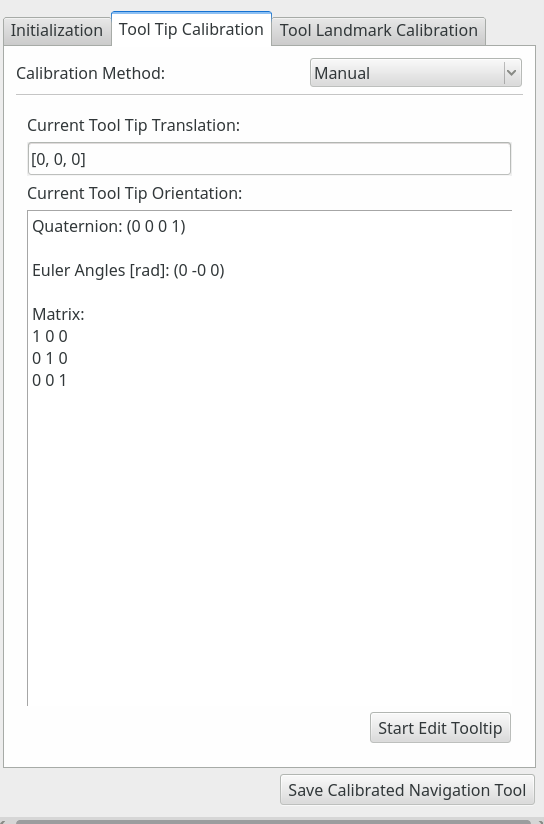 Initialization
Tool Tip Calibration
Tool Landmark Calibration
Calibration Method:
Manual
Current Tool Tip Translation:
[0, 0, 0]
Current Tool Tip Orientation:
Quaternion: (0 0 0 1)
Euler Angles [rad]: (0 -0 0)
Matrix:
1 0 0
0 1 0
0 0 1
Start Edit Tooltip
Save Calibrated Navigation Tool